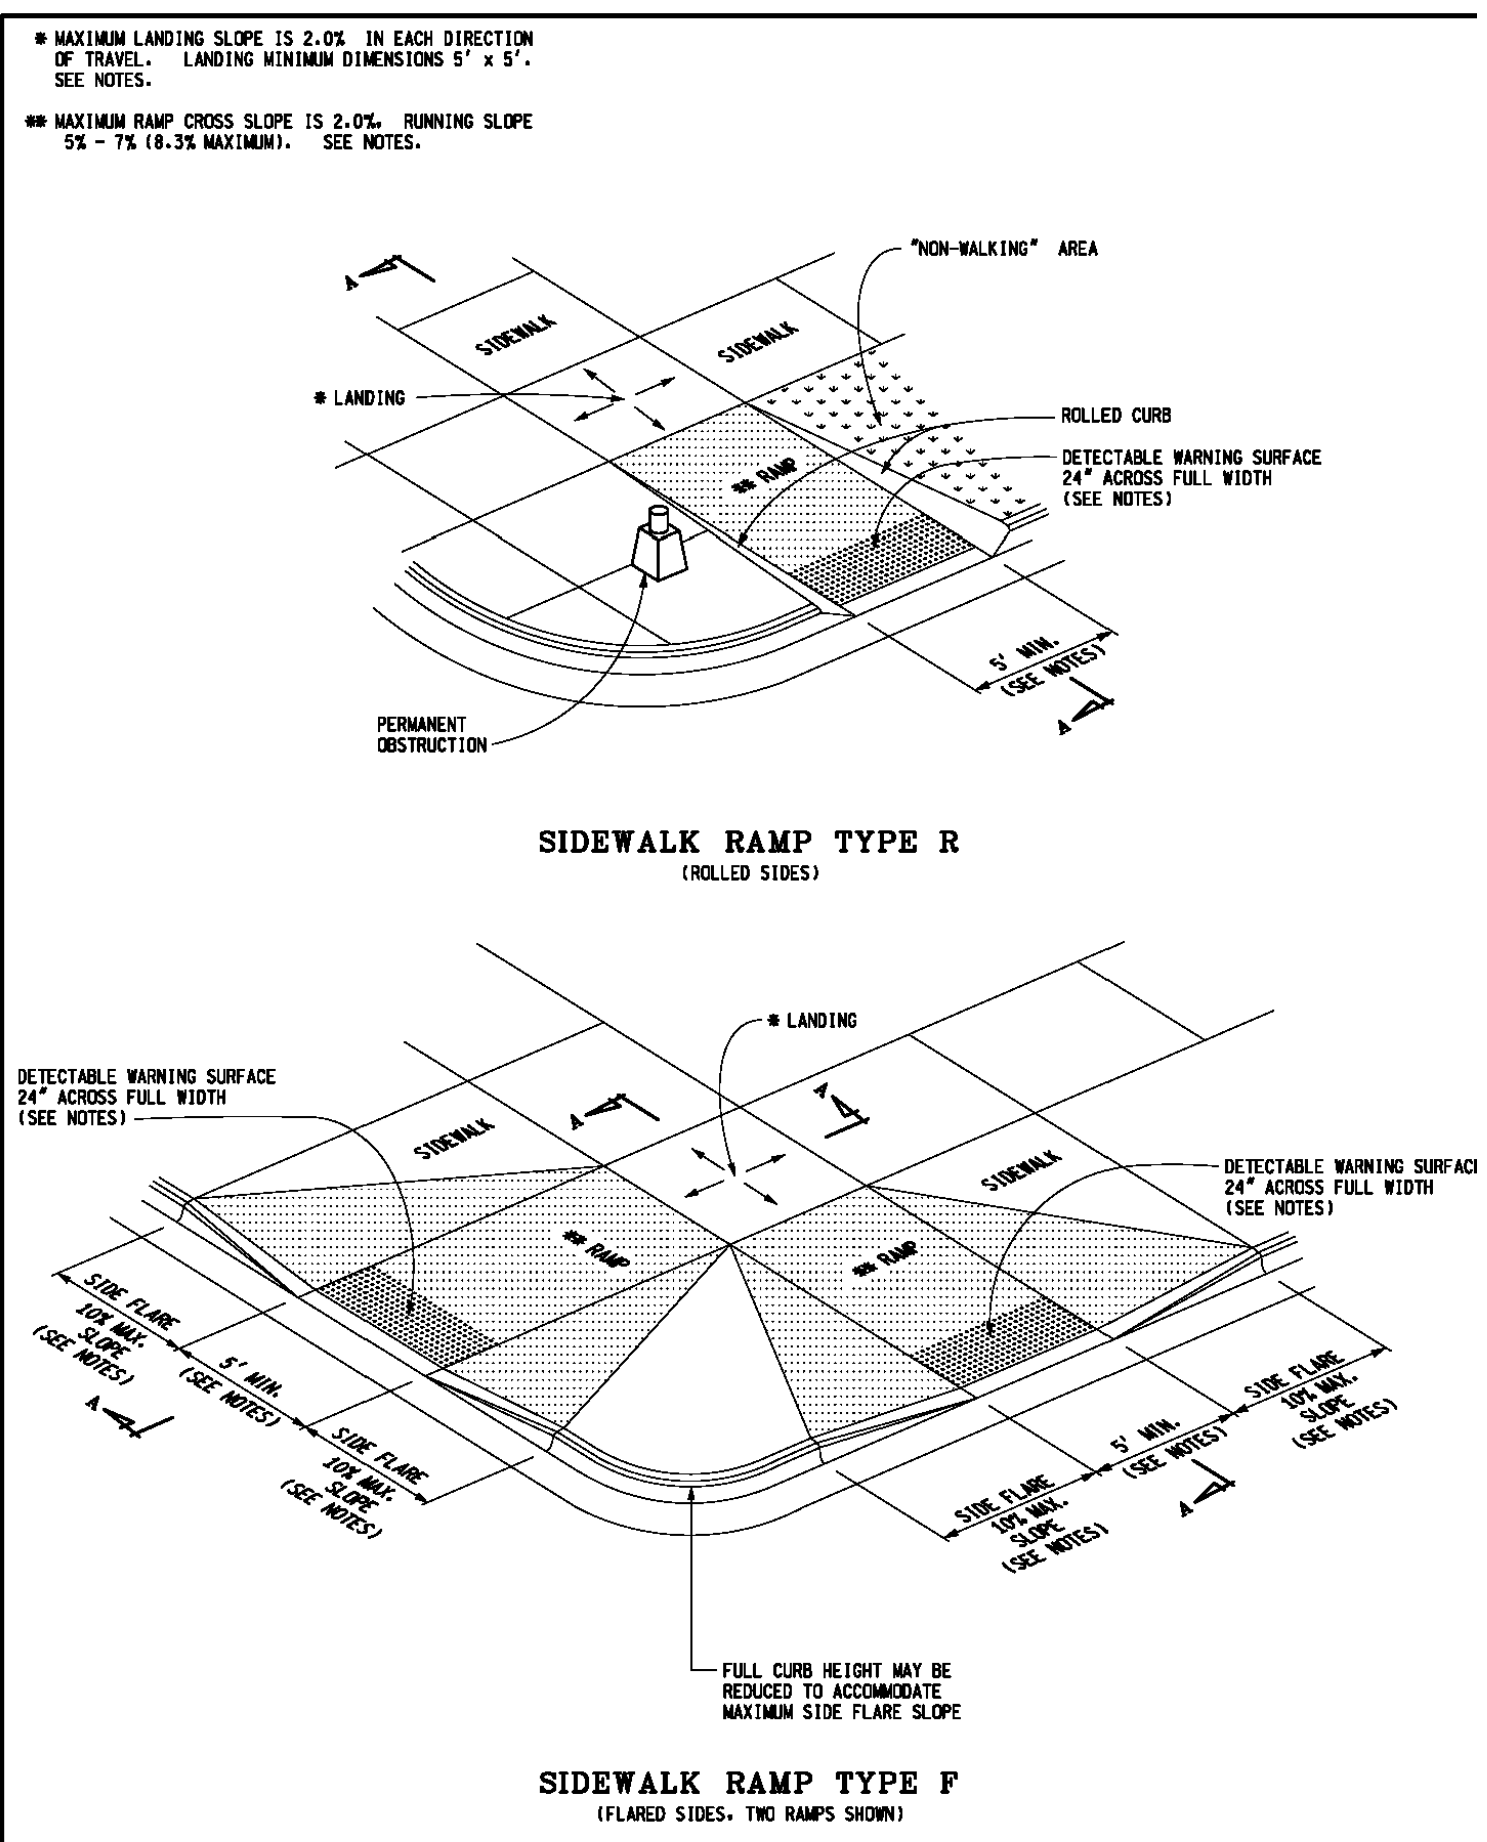 * MAXIMUM LANDING SLOPE IS 2.0% IN EACH DIRECTION
OF TRAVEL. LANDING MINIMUM DIMENSIONS 5' x 5'.
SEE NOTES.
** MAXIMUM RAMP CROSS SLOPE IS 2.0%. RUNNING SLOPE
5% - 7% (8.3% MAXIMUM). SEE NOTES.
"NON-WALKING" AREA
A
SIDEWALK
SIDEWALK
* LANDING
ROLLED CURB
** RAMP
DETECTABLE WARNING SURFACE
24" ACROSS FULL WIDTH
(SEE NOTES)
5' MIN.
(SEE NOTES)
A
PERMANENT
OBSTRUCTION
SIDEWALK RAMP TYPE R
(ROLLED SIDES)
* LANDING
DETECTABLE WARNING SURFACE
24" ACROSS FULL WIDTH
(SEE NOTES)
A
A
SIDEWALK
SIDEWALK
DETECTABLE WARNING SURFAC
24" ACROSS FULL WIDTH
(SEE NOTES)
** RAMP
** RAMP
SIDE FLARE
10% MAX.
SLOPE
(SEE NOTES)
5' MIN.
(SEE NOTES)
A
SIDE FLARE
10% MAX.
SLOPE
(SEE NOTES)
SIDE FLARE
10% MAX.
SLOPE
(SEE NOTES)
5' MIN.
(SEE NOTES)
SIDE FLARE
10% MAX.
SLOPE
(SEE NOTES)
A
FULL CURB HEIGHT MAY BE
REDUCED TO ACCOMMODATE
MAXIMUM SIDE FLARE SLOPE
SIDEWALK RAMP TYPE F
(FLARED SIDES, TWO RAMPS SHOWN)